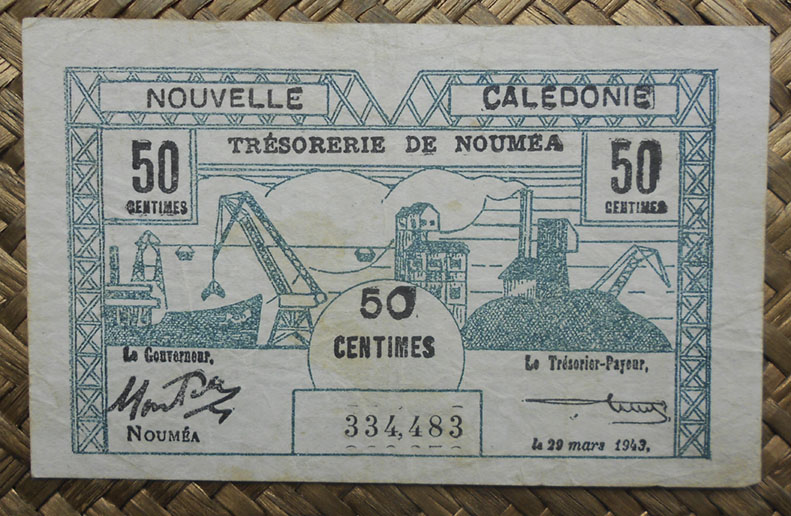 NOUVELLE CALÉDONIE
TRÉSORERIE DE NOUMÉA
50 CENTIMES
50 CENTIMES
50 CENTIMES
Le Gouverneur,
Le Trésorier-Payeur,
NOUMÉA
334,483
le 29 mars 1943,